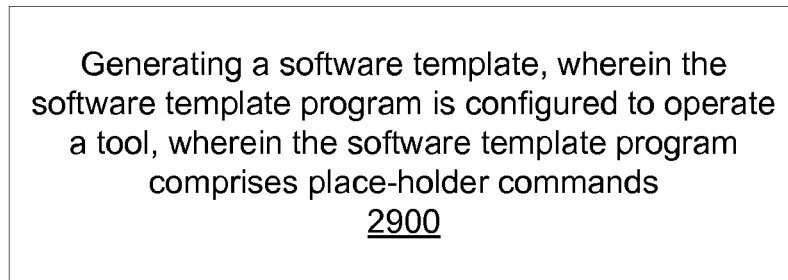 Generating a software template, wherein the
software template program is configured to operate
a tool, wherein the software template program
comprises place-holder commands
2900